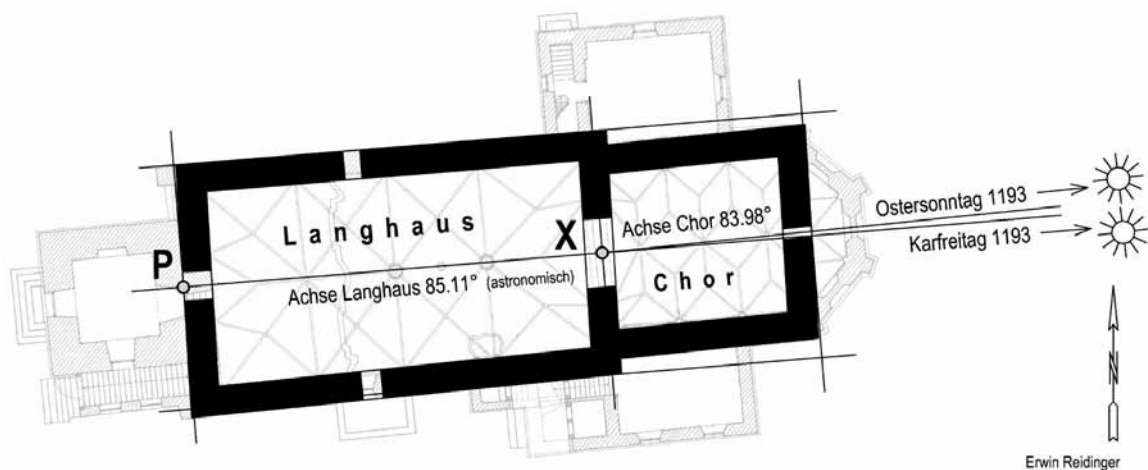 Langhaus
P
X
Achse Langhaus 85.11° (astronomisch)
Achse Chor 83.98°
Chor
Ostersonntag 1193
Karfreitag 1193
N
Erwin Reidinger